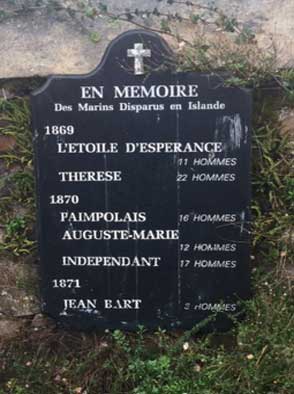 EN MEMOIRE
Des Marins Disparus en Islande
1869
L'ETOILE D'ESPERANCE
11 HOMMES
THERESE 22 HOMMES
1870
PAIMPOLAIS 16 HOMMES
AUGUSTE-MARIE
12 HOMMES
INDEPENDANT 17 HOMMES
1871
JEAN BART HOMMES